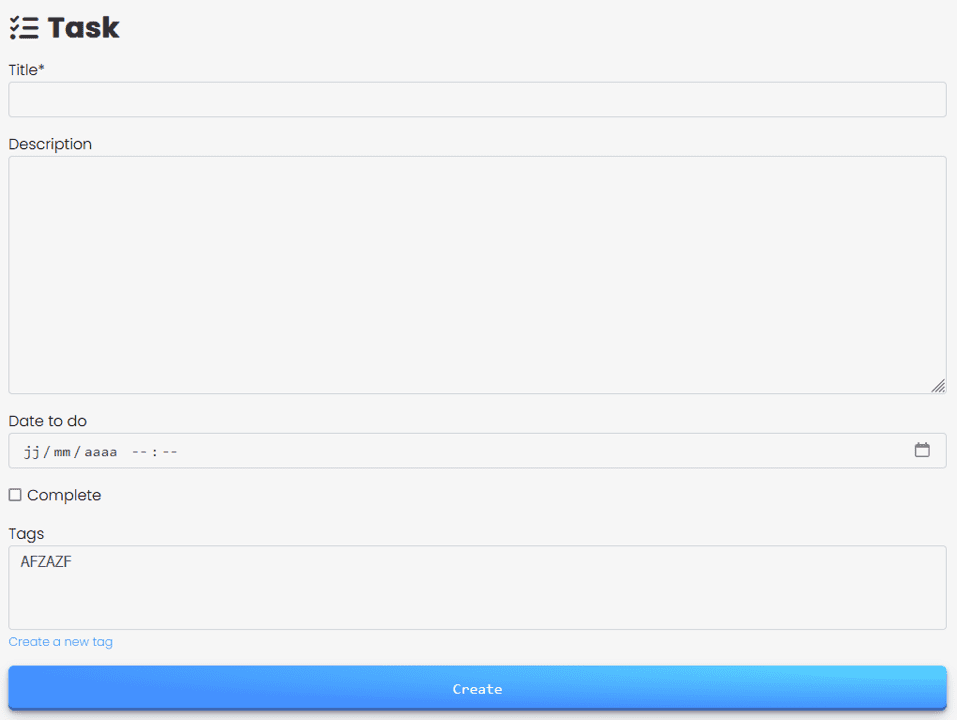 Task
Title*
Description
Date to do
jj/mm/aaaa --:--
Complete
Tags
AFZAZF
Create a new tag
Create